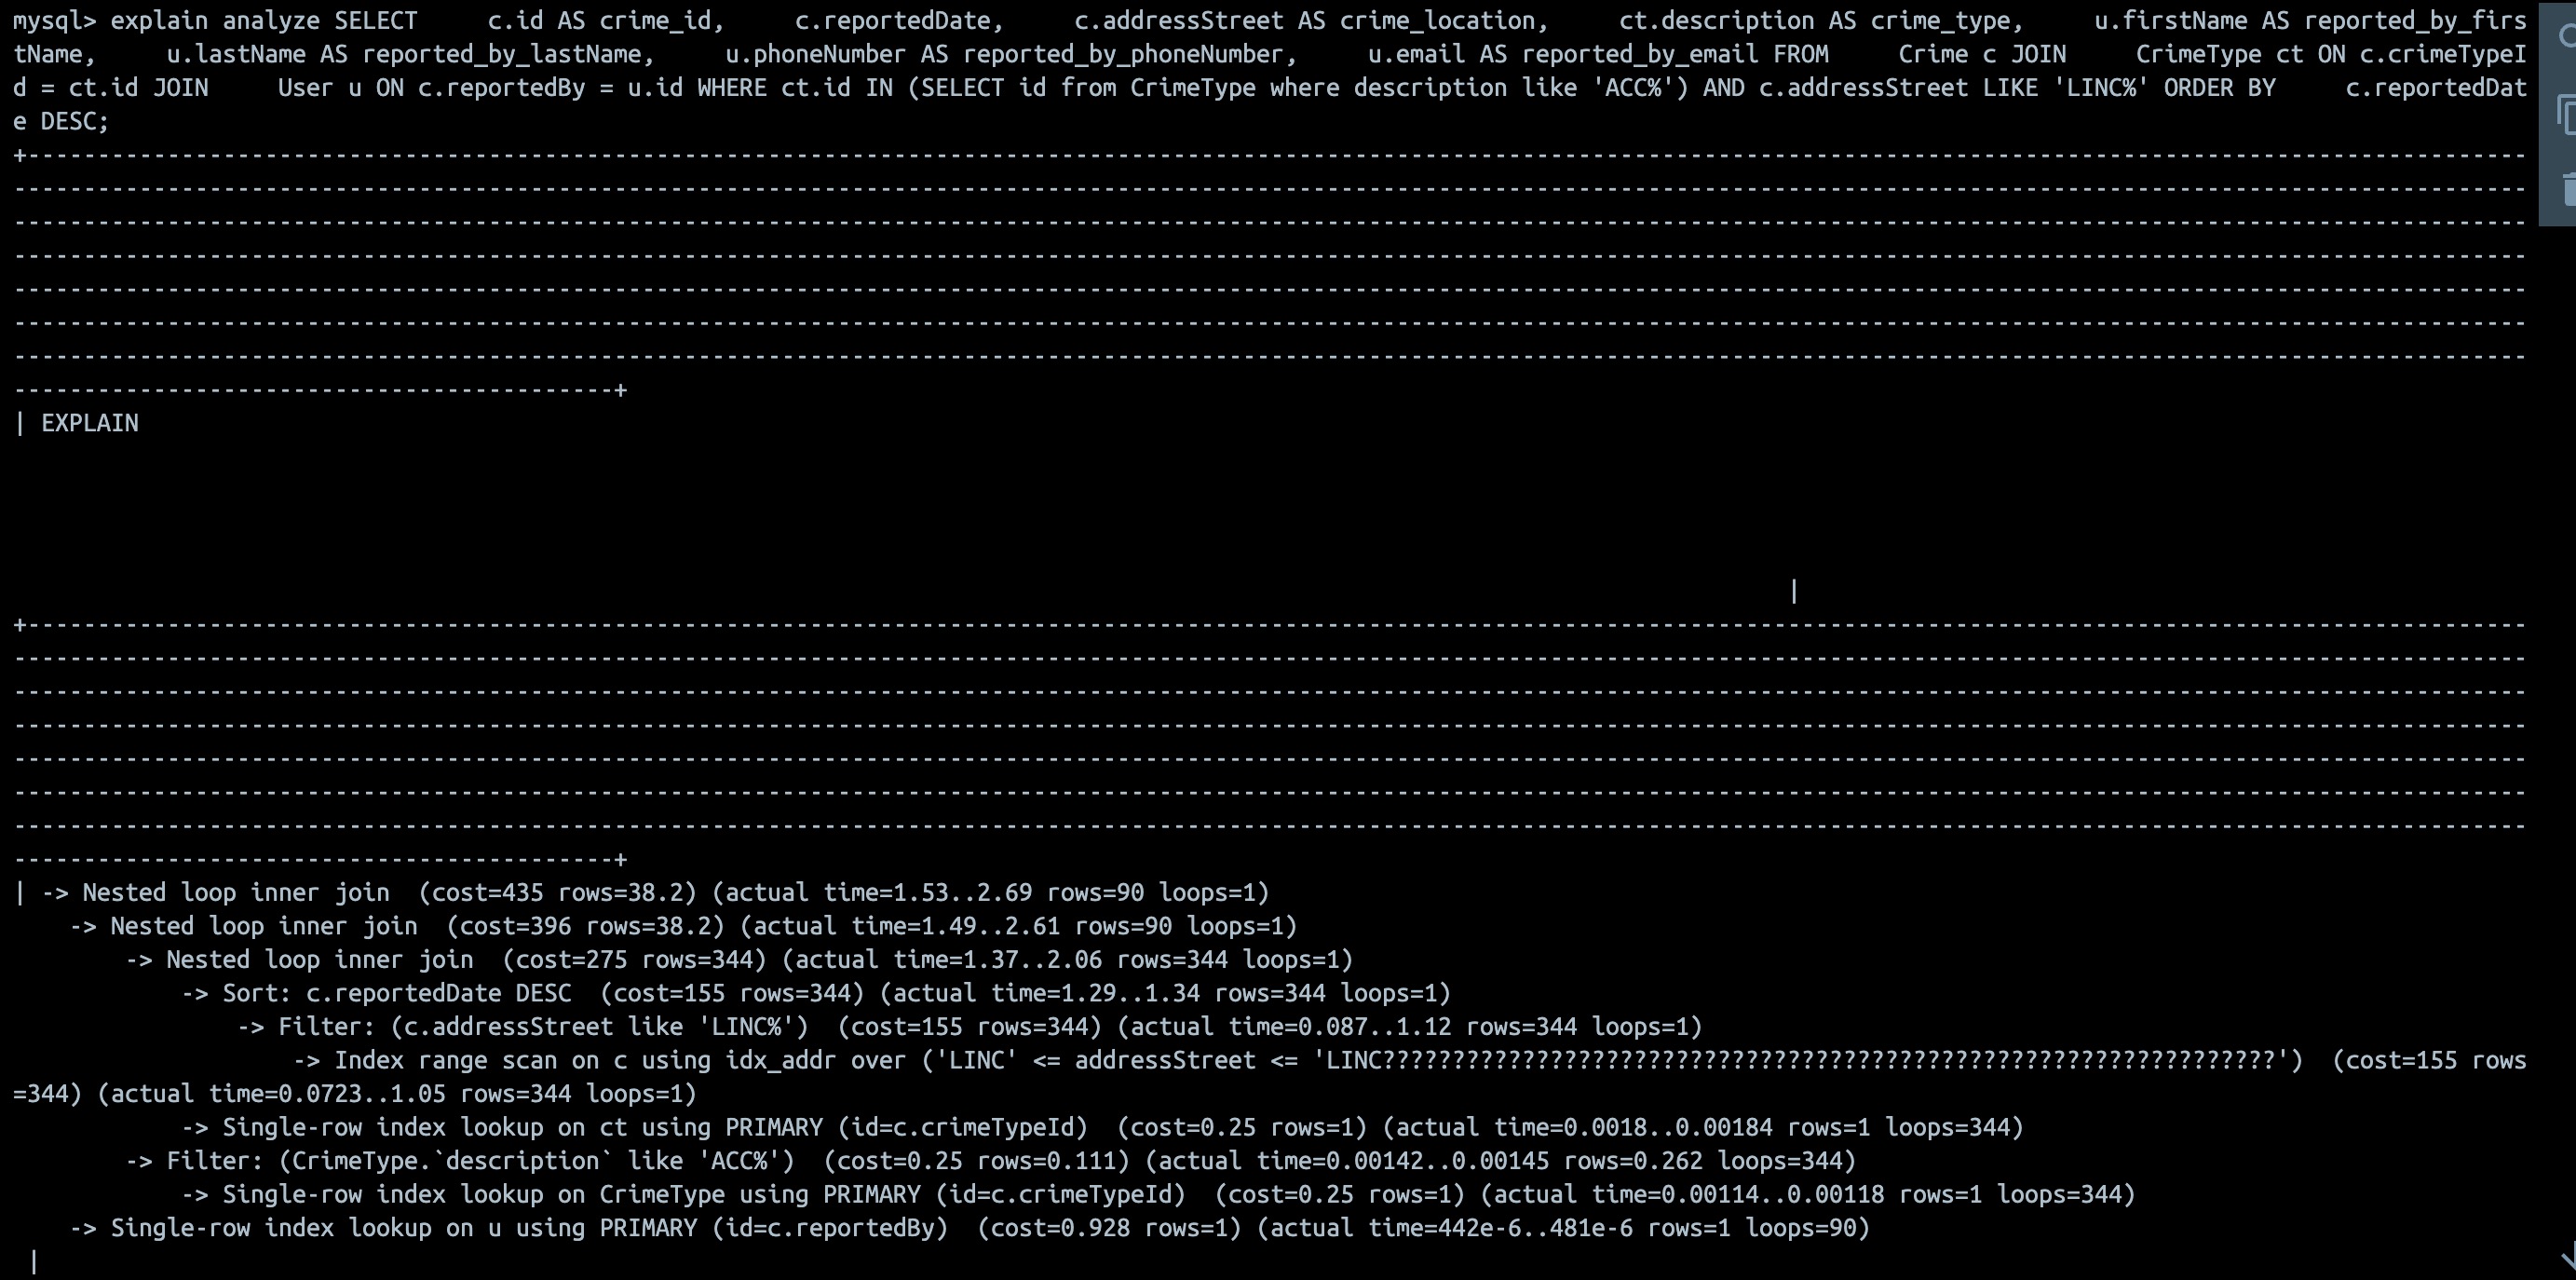 mysql> explain analyze SELECT     c.id AS crime_id,     c.reportedDate,     c.addressStreet AS crime_location,     ct.description AS crime_type,     u.firstName AS reported_by_firs
tName,     u.lastName AS reported_by_lastName,     u.phoneNumber AS reported_by_phoneNumber,     u.email AS reported_by_email FROM     Crime c JOIN     CrimeType ct ON c.crimeTypeI
d = ct.id JOIN     User u ON c.reportedBy = u.id WHERE ct.id IN (SELECT id from CrimeType where description like 'ACC%') AND c.addressStreet LIKE 'LINC%' ORDER BY     c.reportedDat
e DESC;
| EXPLAIN
|
| -> Nested loop inner join  (cost=435 rows=38.2) (actual time=1.53..2.69 rows=90 loops=1)
    -> Nested loop inner join  (cost=396 rows=38.2) (actual time=1.49..2.61 rows=90 loops=1)
        -> Nested loop inner join  (cost=275 rows=344) (actual time=1.37..2.06 rows=344 loops=1)
            -> Sort: c.reportedDate DESC  (cost=155 rows=344) (actual time=1.29..1.34 rows=344 loops=1)
                -> Filter: (c.addressStreet like 'LINC%')  (cost=155 rows=344) (actual time=0.087..1.12 rows=344 loops=1)
                    -> Index range scan on c using idx_addr over ('LINC' <= addressStreet <= 'LINC????????????????????????????????????????????????????????????????')  (cost=155 rows
=344) (actual time=0.0723..1.05 rows=344 loops=1)
            -> Single-row index lookup on ct using PRIMARY (id=c.crimeTypeId)  (cost=0.25 rows=1) (actual time=0.0018..0.00184 rows=1 loops=344)
        -> Filter: (CrimeType.`description` like 'ACC%')  (cost=0.25 rows=0.111) (actual time=0.00142..0.00145 rows=0.262 loops=344)
            -> Single-row index lookup on CrimeType using PRIMARY (id=c.crimeTypeId)  (cost=0.25 rows=1) (actual time=0.00114..0.00118 rows=1 loops=344)
    -> Single-row index lookup on u using PRIMARY (id=c.reportedBy)  (cost=0.928 rows=1) (actual time=442e-6..481e-6 rows=1 loops=90)
|